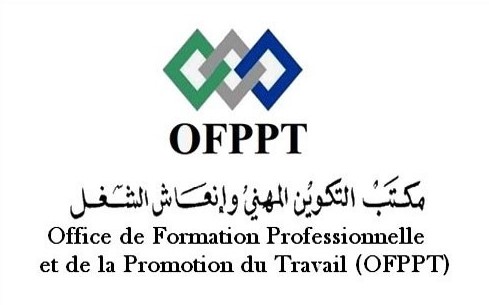 OFPPT
مكتب التكوين المهني وإنعاش الشغل
Office de Formation Professionnelle
et de la Promotion du Travail (OFPPT)